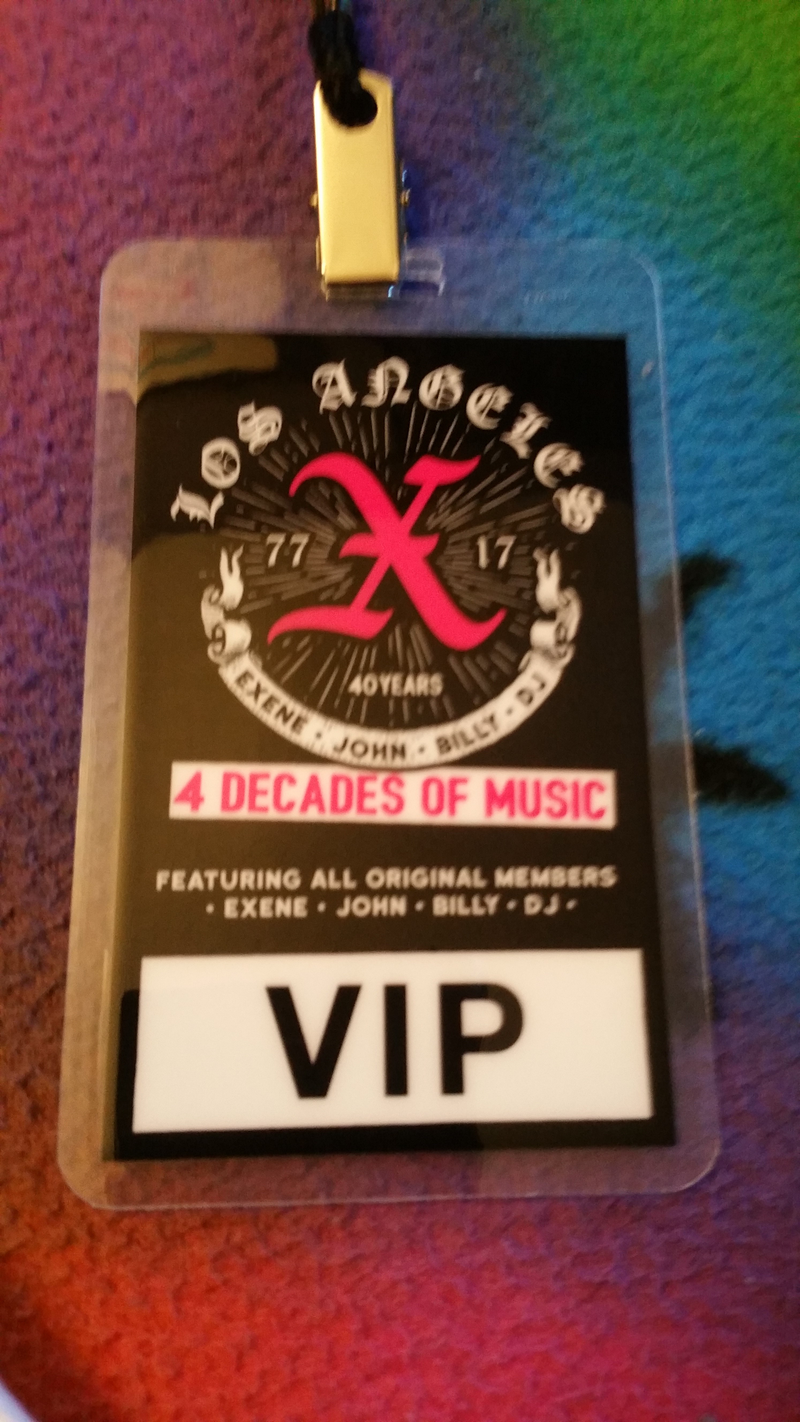 LOS ANGELES
X
77 17
40 YEARS
EXENE • JOHN • BILLY • DJ
4 DECADES OF MUSIC
FEATURING ALL ORIGINAL MEMBERS
• EXENE • JOHN • BILLY • DJ •
VIP